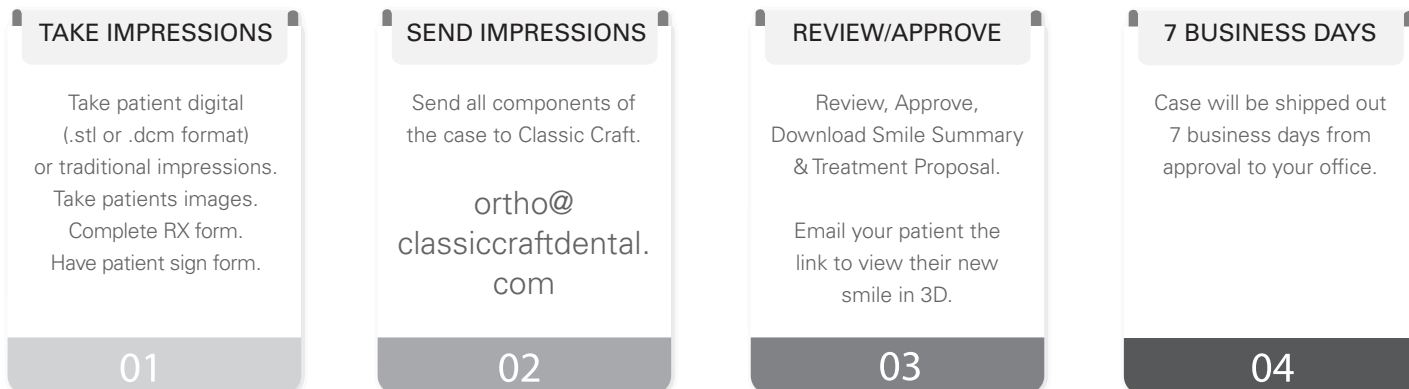 TAKE IMPRESSIONS
Take patient digital
(.stl or .dcm format)
or traditional impressions.
Take patients images.
Complete RX form.
Have patient sign form.
01
SEND IMPRESSIONS
Send all components of
the case to Classic Craft.
ortho@
classiccraftdental.
com
02
REVIEW/APPROVE
Review, Approve,
Download Smile Summary
& Treatment Proposal.
Email your patient the
link to view their new
smile in 3D.
03
7 BUSINESS DAYS
Case will be shipped out
7 business days from
approval to your office.
04